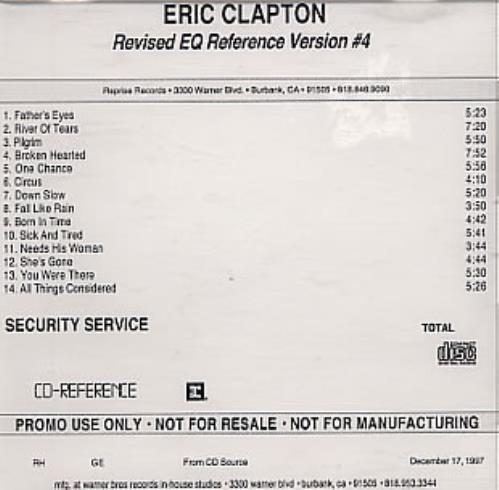 ERIC CLAPTON
Revised EQ Reference Version #4
Reprise Records • 3300 Warner Blvd. • Burbank, CA • 91505 • 818.846.9090
1. Father's Eyes 5:23
2. River Of Tears 7:20
3. Pilgrim 5:50
4. Broken Hearted 7:52
5. One Chance 5:58
6. Circus 4:10
7. Down Slow 5:20
8. Fall Like Rain 3:50
9. Born In Time 4:42
10. Sick And Tired 5:41
11. Needs His Woman 3:44
12. She's Gone 4:44
13. You Were There 5:30
14. All Things Considered 5:26
SECURITY SERVICE TOTAL
COMPACT
disc
CD-REFERENCE r
PROMO USE ONLY · NOT FOR RESALE · NOT FOR MANUFACTURING
RH GE From CD Source December 17, 1997
mfg. at warner bros records in-house studios • 3300 warner blvd • burbank, ca • 91505 • 818.953.3344